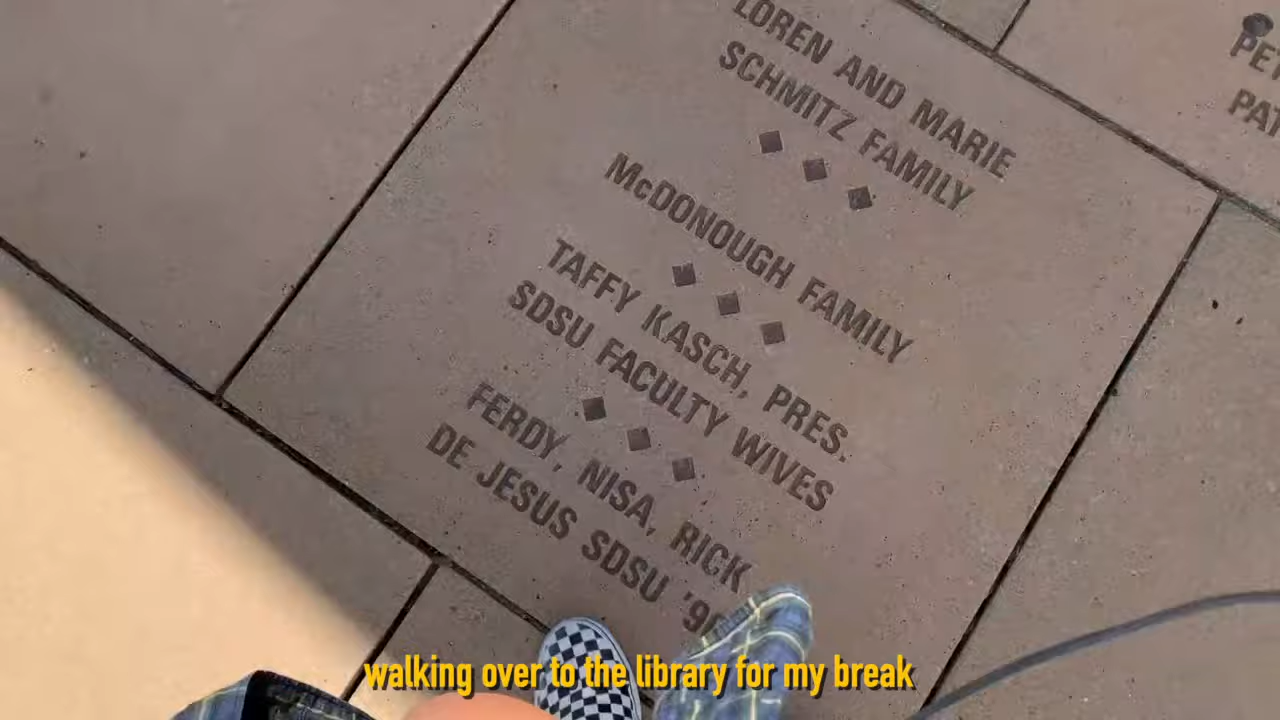 LOREN AND MARIE
SCHMITZ FAMILY
McDONOUGH FAMILY
TAFFY KASCH, PRES.
SDSU FACULTY WIVES
FERDY, NISA, RICK
DE JESUS SDSU
walking over to the library for my break